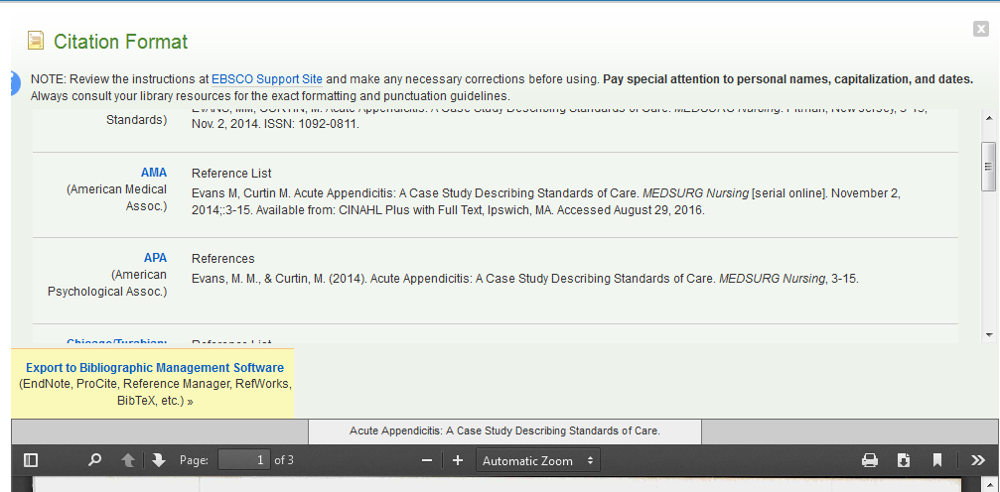 Citation Format
NOTE: Review the instructions at EBSCO Support Site and make any necessary corrections before using. Pay special attention to personal names, capitalization, and dates.
Always consult your library resources for the exact formatting and punctuation guidelines.
EVANS, MM; CURTIN, M. Acute Appendicitis: A Case Study Describing Standards of Care. MEDSURG Nursing. Pitman, New Jersey, 3-15,
Standards)
Nov. 2, 2014. ISSN: 1092-0811.
AMA
(American Medical
Assoc.)
Reference List
Evans M, Curtin M. Acute Appendicitis: A Case Study Describing Standards of Care. MEDSURG Nursing [serial online]. November 2,
2014;:3-15. Available from: CINAHL Plus with Full Text, Ipswich, MA. Accessed August 29, 2016.
APA
(American
Psychological Assoc.)
References
Evans, M. M., & Curtin, M. (2014). Acute Appendicitis: A Case Study Describing Standards of Care. MEDSURG Nursing, 3-15.
Chicago/Turabian:
Reference List
Export to Bibliographic Management Software
(EndNote, ProCite, Reference Manager, RefWorks,
BibTeX, etc.) »
Acute Appendicitis: A Case Study Describing Standards of Care.
Page: 1 of 3
Automatic Zoom